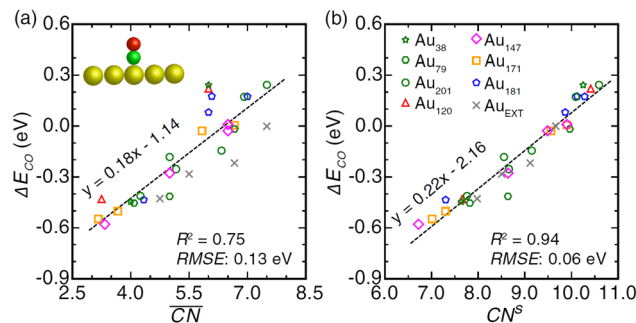 (a)
0.6
0.3
0.0
-0.3
-0.6
-0.9
ΔE_CO (eV)
y = 0.18x - 1.14
R² = 0.75
RMSE: 0.13 eV
2.5 4.0 5.5 7.0 8.5
C̅N̅
(b)
0.6
0.3
0.0
-0.3
-0.6
-0.9
ΔE_CO (eV)
Au₃₈
Au₇₉
Au₂₀₁
Au₁₂₀
Au₁₄₇
Au₁₇₁
Au₁₈₁
Au_EXT
y = 0.22x - 2.16
R² = 0.94
RMSE: 0.06 eV
6.0 7.0 8.0 9.0 10.0 11.0
CNˢ